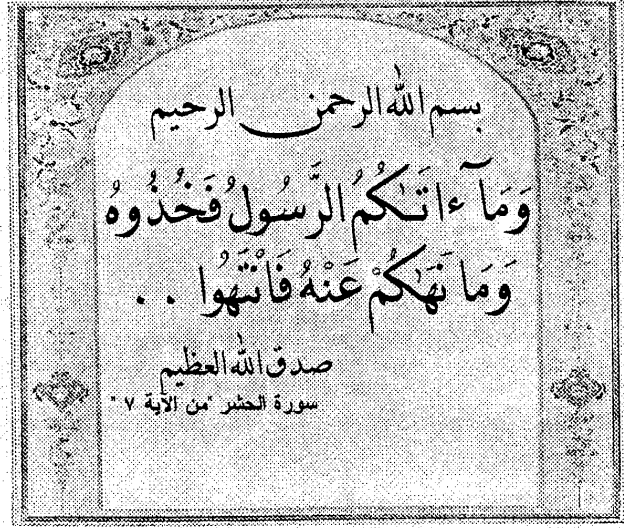 بسم الله الرحمن الرحيم
وَمَآ ءَاتَىٰكُمُ الرَّسُولُ فَخُذُوهُ
وَمَا نَهَىٰكُمْ عَنْهُ فَانْتَهُوا . .
صدق الله العظيم
سورة الحشر "من الآية ٧"